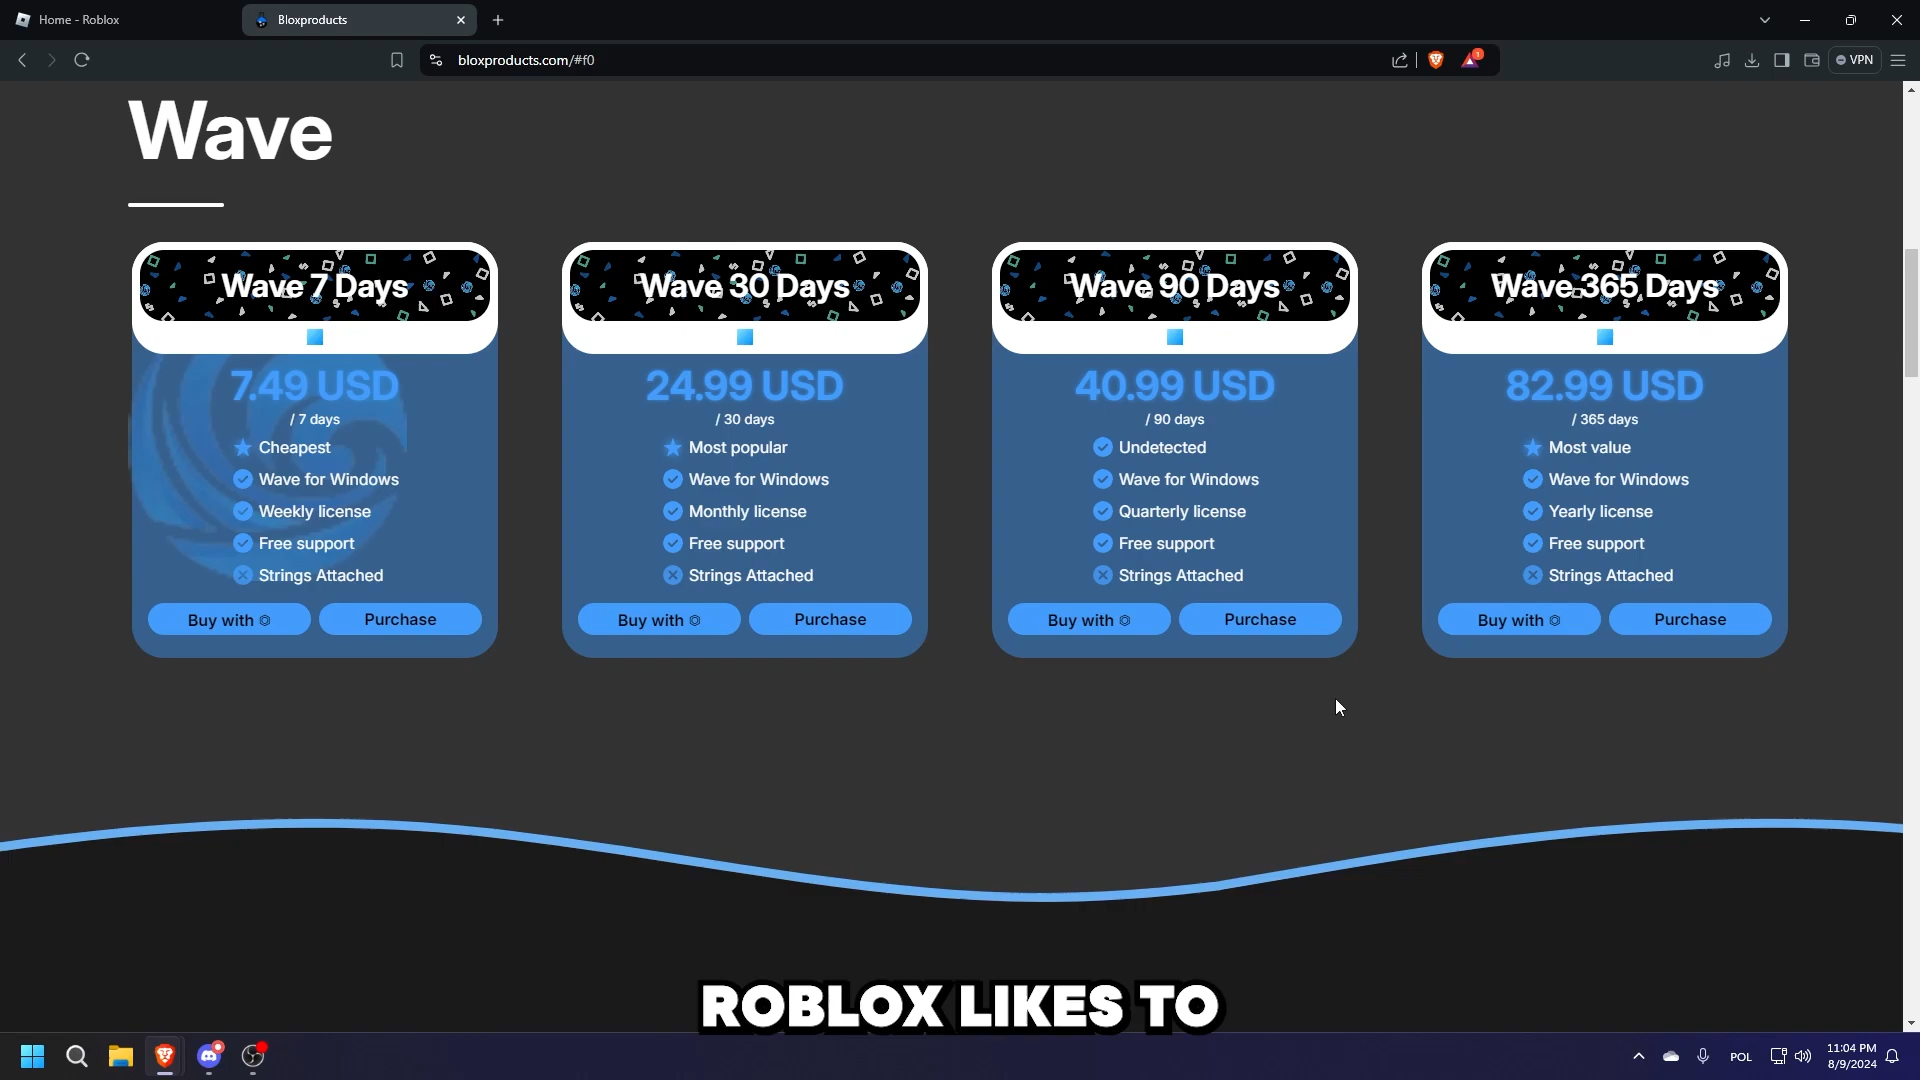 Home - Roblox
Bloxproducts
bloxproducts.com/#f0
1
VPN
Wave
Wave 7 Days
7.49 USD
/ 7 days
Cheapest
Wave for Windows
Weekly license
Free support
Strings Attached
Buy with
Purchase
Wave 30 Days
24.99 USD
/ 30 days
Most popular
Wave for Windows
Monthly license
Free support
Strings Attached
Buy with
Purchase
Wave 90 Days
40.99 USD
/ 90 days
Undetected
Wave for Windows
Quarterly license
Free support
Strings Attached
Buy with
Purchase
Wave 365 Days
82.99 USD
/ 365 days
Most value
Wave for Windows
Yearly license
Free support
Strings Attached
Buy with
Purchase
ROBLOX LIKES TO
POL
11:04 PM
8/9/2024